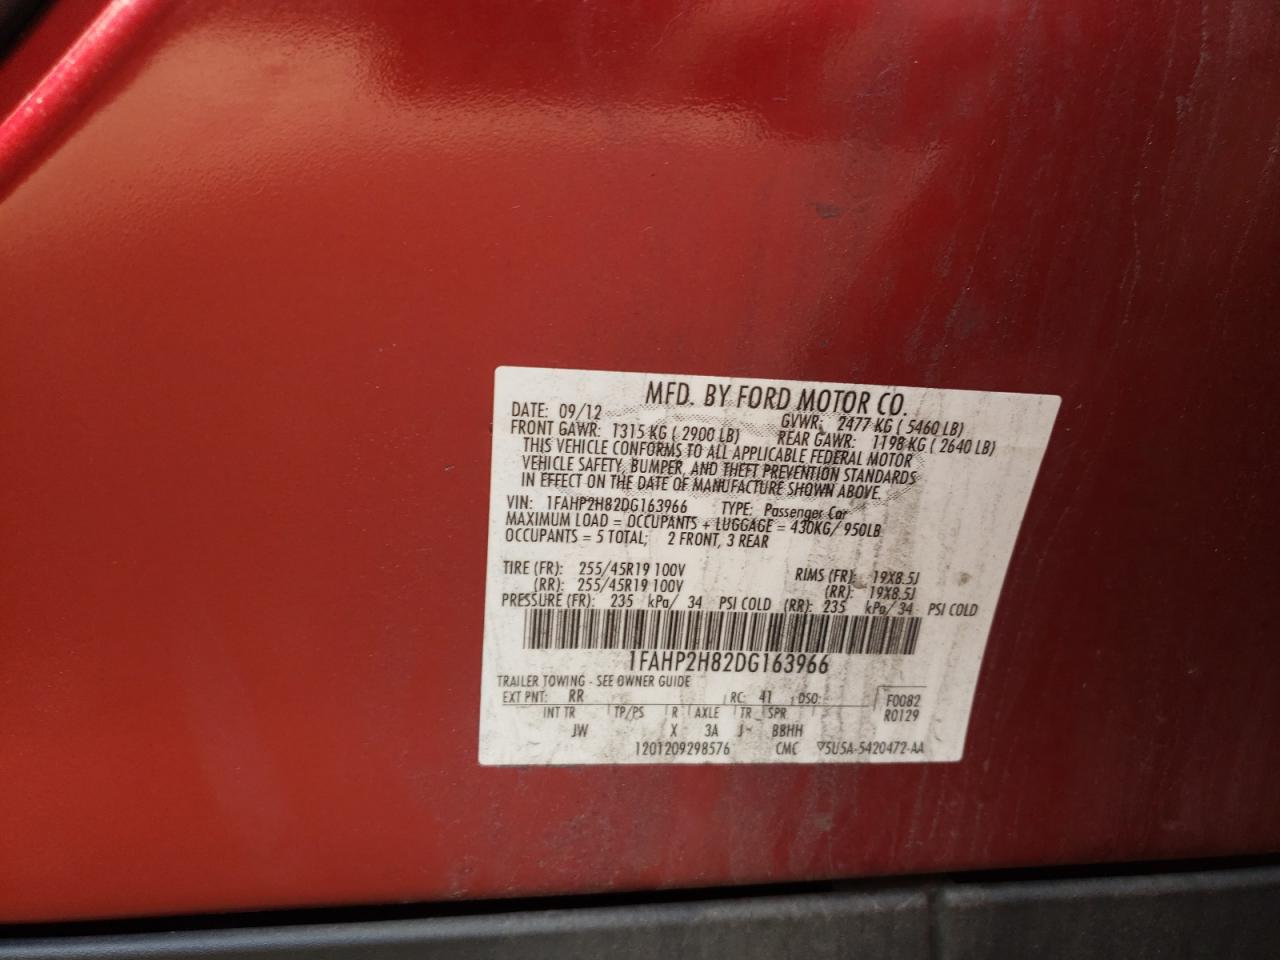 MFD. BY FORD MOTOR CO.
DATE: 09/12 GVWR: 2477 KG ( 5460 LB)
FRONT GAWR: 1315 KG ( 2900 LB) REAR GAWR: 1198 KG ( 2640 LB)
THIS VEHICLE CONFORMS TO ALL APPLICABLE FEDERAL MOTOR
VEHICLE SAFETY, BUMPER, AND THEFT PREVENTION STANDARDS
IN EFFECT ON THE DATE OF MANUFACTURE SHOWN ABOVE.
VIN: 1FAHP2H82DG163966 TYPE: Passenger Car
MAXIMUM LOAD = OCCUPANTS + LUGGAGE = 430KG/ 950LB
OCCUPANTS = 5 TOTAL; 2 FRONT, 3 REAR
TIRE (FR): 255/45R19 100V RIMS (FR): 19X8.5J
(RR): 255/45R19 100V (RR): 19X8.5J
PRESSURE (FR): 235 kPa/ 34 PSI COLD (RR): 235 kPa/ 34 PSI COLD
1FAHP2H82DG163966
TRAILER TOWING - SEE OWNER GUIDE
EXT PNT: RR RC: 41 DSO: F0082
INT TR TP/PS R AXLE TR SPR R0129
JW X 3A J BBHH
1201209298576 CMC 5U5A-5420472-AA